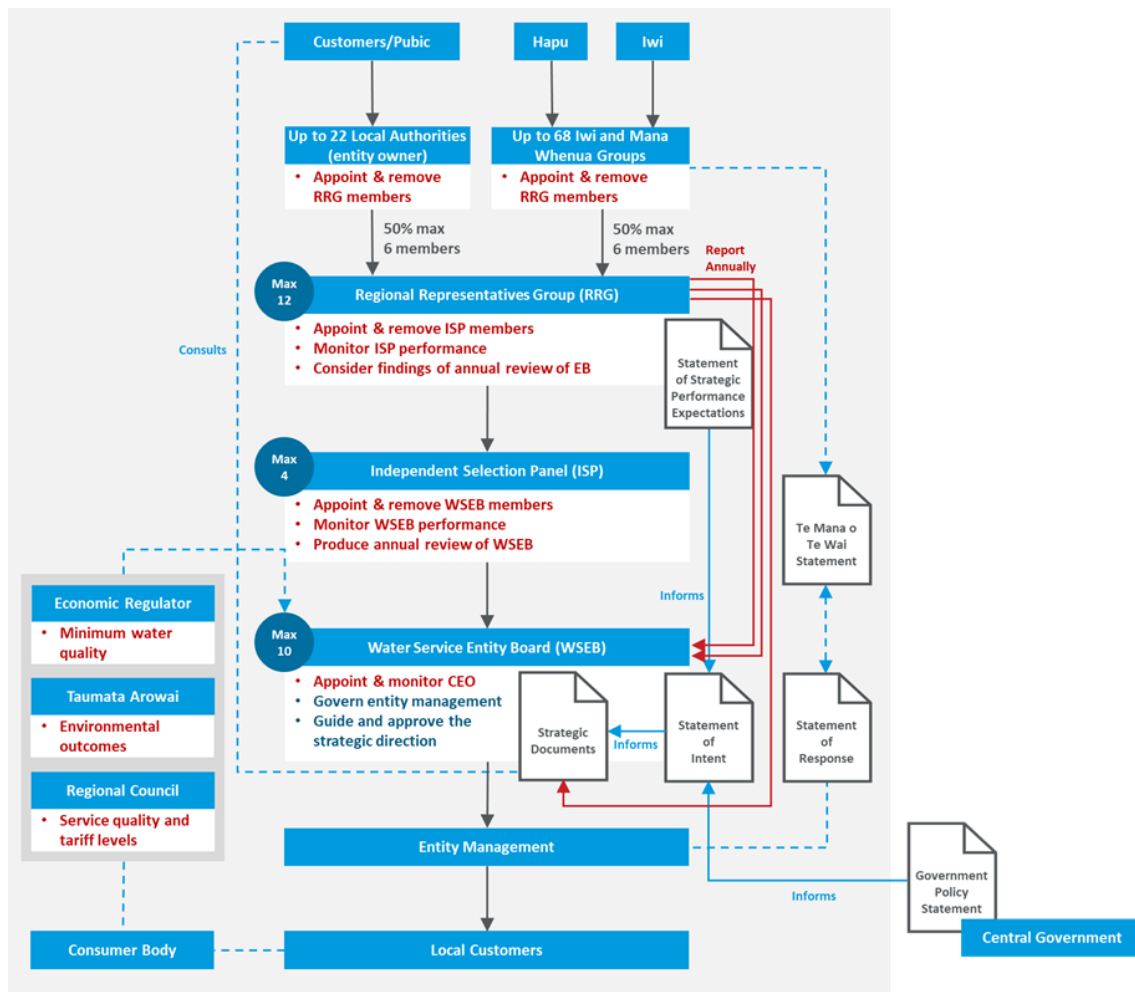 Customers/Pubic
Hapu
Iwi
Up to 22 Local Authorities
(entity owner)
• Appoint & remove
RRG members
Up to 68 Iwi and Mana
Whenua Groups
• Appoint & remove
RRG members
50% max
6 members
50% max
6 members
Report
Annually
Max
12
Regional Representatives Group (RRG)
• Appoint & remove ISP members
• Monitor ISP performance
• Consider findings of annual review of EB
Consults
Statement
of Strategic
Performance
Expectations
Max
4
Independent Selection Panel (ISP)
• Appoint & remove WSEB members
• Monitor WSEB performance
• Produce annual review of WSEB
Te Mana o
Te Wai
Statement
Informs
Economic Regulator
• Minimum water
quality
Taumata Arowai
• Environmental
outcomes
Regional Council
• Service quality and
tariff levels
Max
10
Water Service Entity Board (WSEB)
• Appoint & monitor CEO
• Govern entity management
• Guide and approve the
strategic direction
Strategic
Documents
Informs
Statement
of
Intent
Statement
of
Response
Entity Management
Informs
Government
Policy
Statement
Central Government
Consumer Body
Local Customers